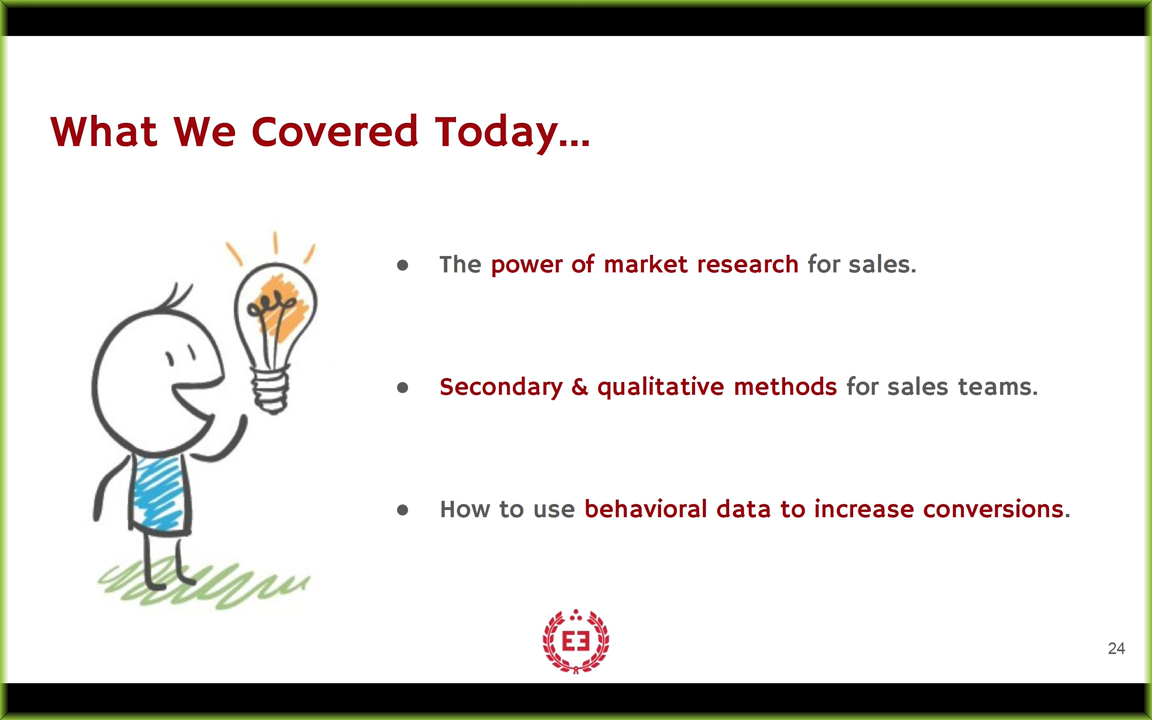 What We Covered Today...
● The power of market research for sales.
● Secondary & qualitative methods for sales teams.
● How to use behavioral data to increase conversions.
EE
24